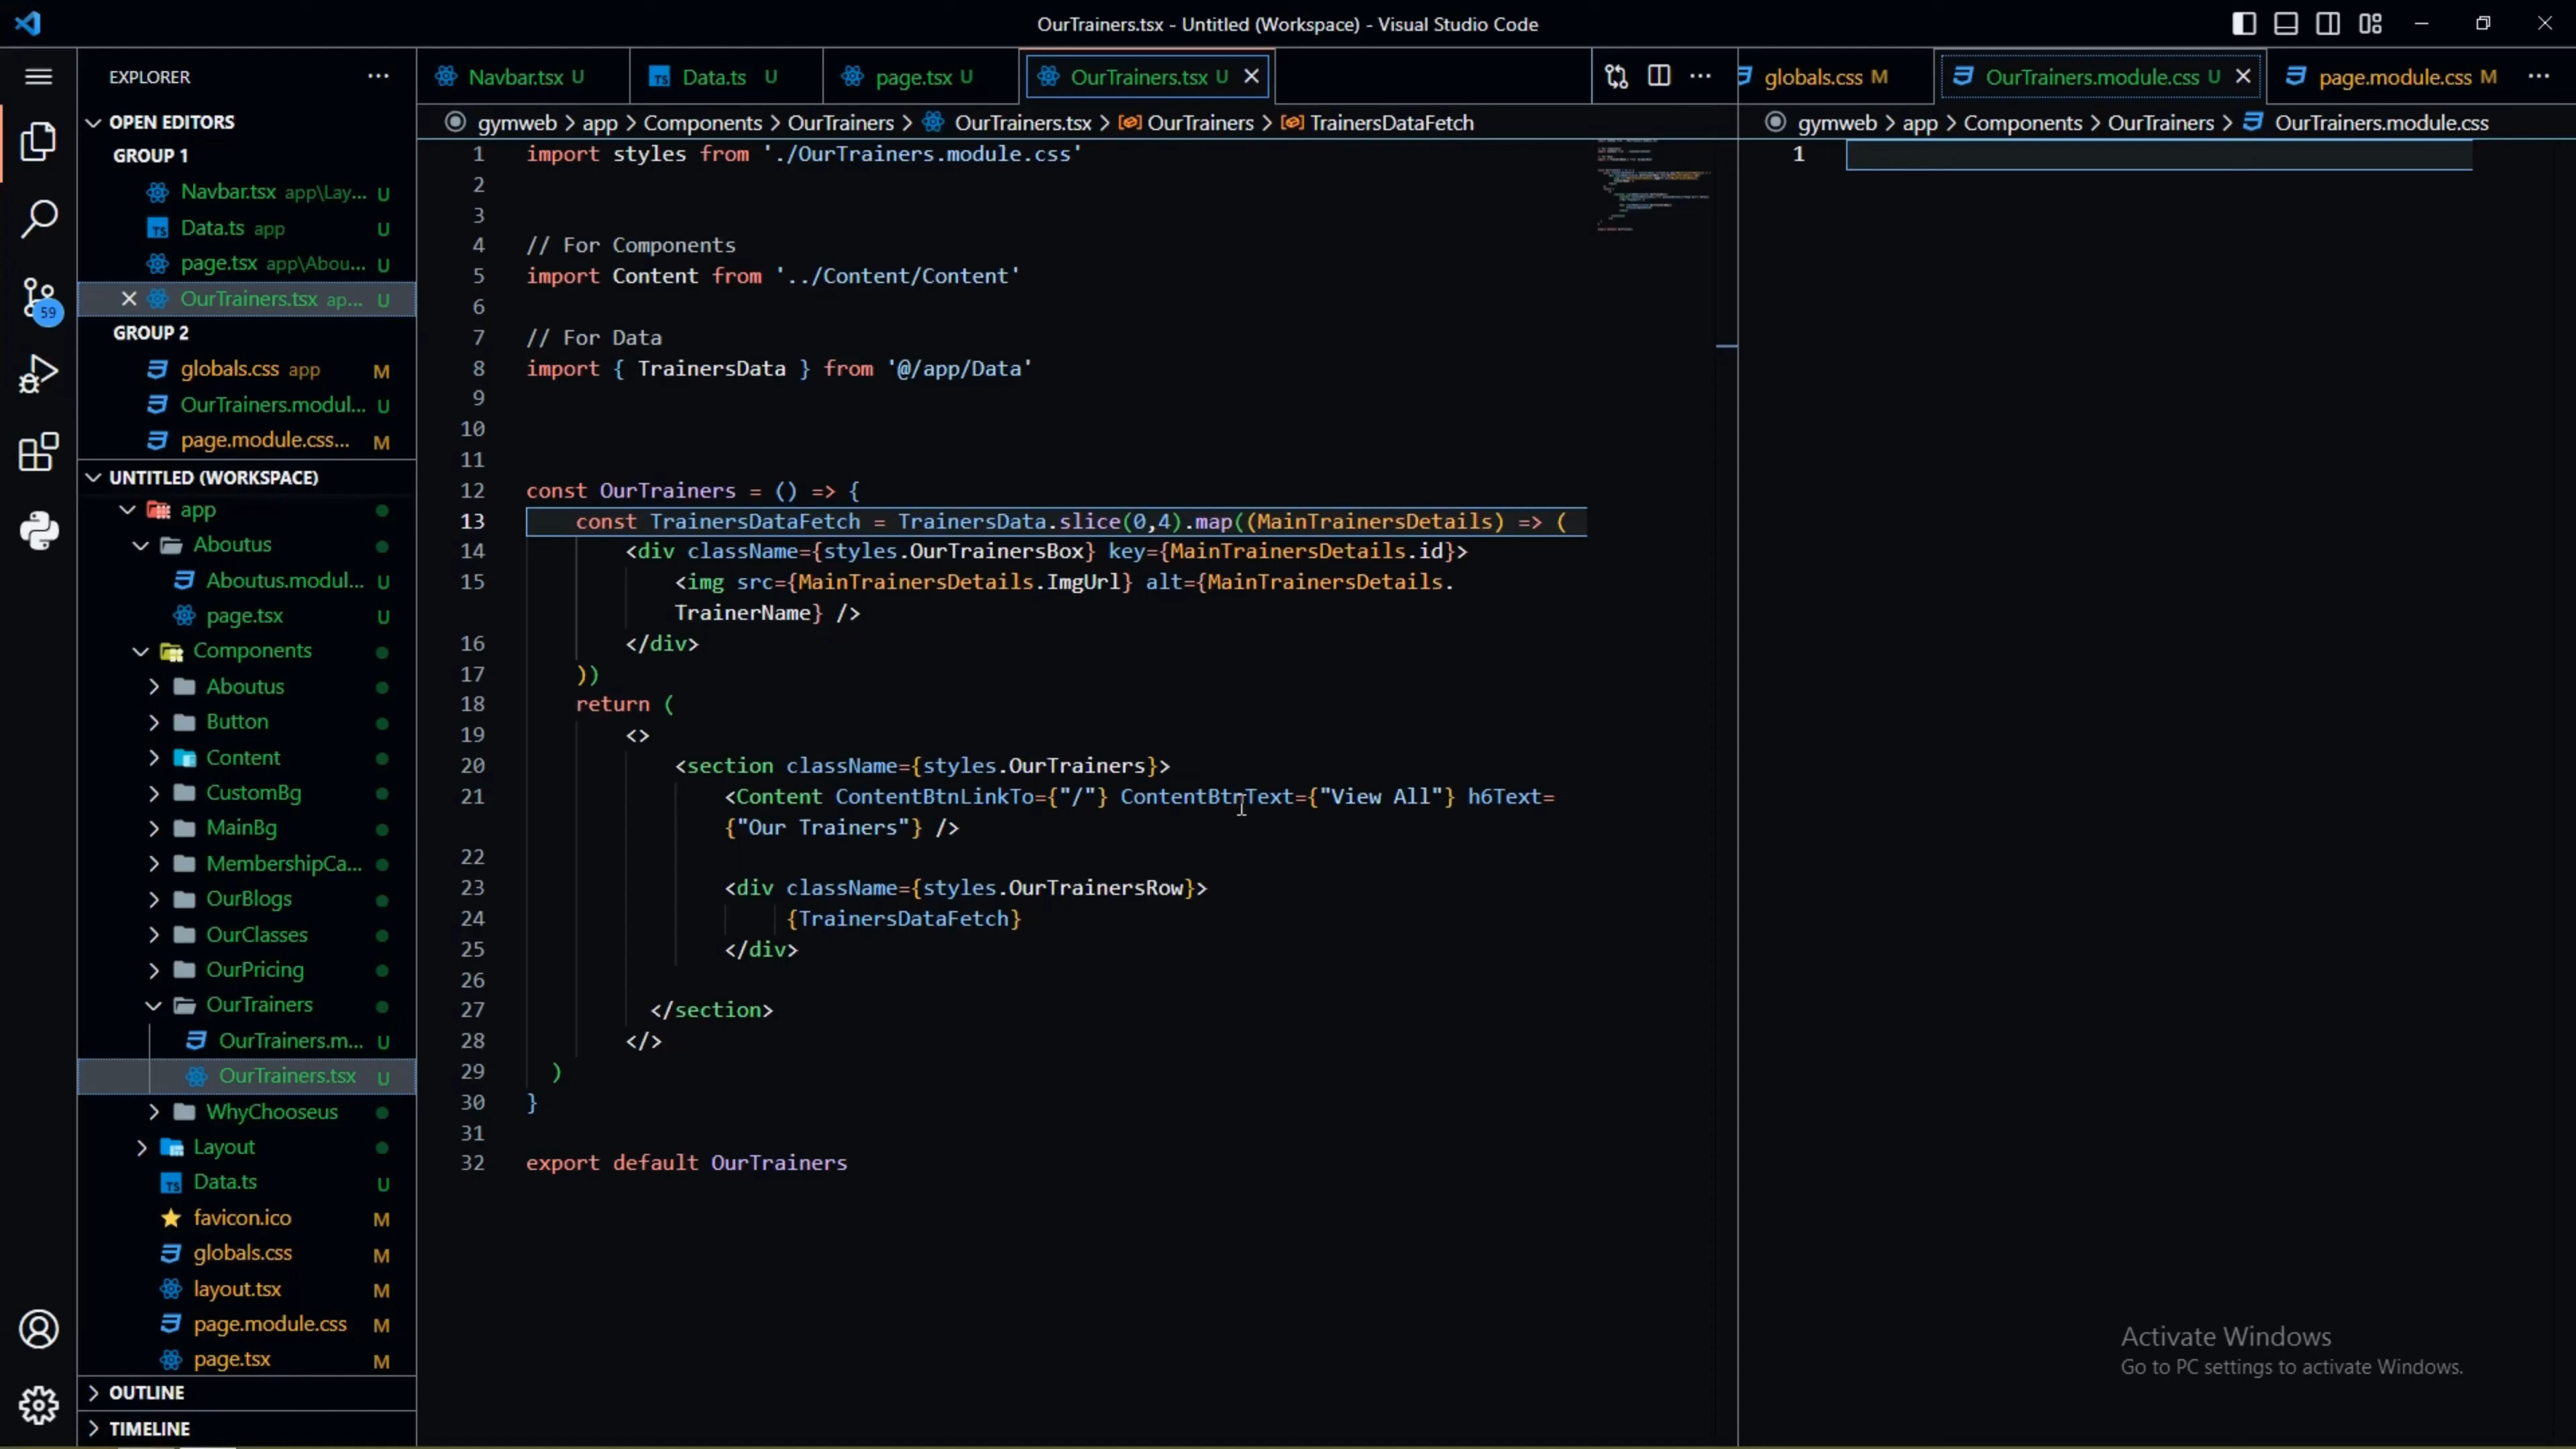 OurTrainers.tsx - Untitled (Workspace) - Visual Studio Code
EXPLORER
OPEN EDITORS
GROUP 1
Navbar.tsx app\Lay... U
Data.ts app U
page.tsx app\Abou... U
OurTrainers.tsx ap... U
GROUP 2
globals.css app M
OurTrainers.modul... U
page.module.css... M
UNTITLED (WORKSPACE)
app
Aboutus
Aboutus.modul... U
page.tsx U
Components
Aboutus
Button
Content
CustomBg
MainBg
MembershipCa...
OurBlogs
OurClasses
OurPricing
OurTrainers
OurTrainers.m... U
OurTrainers.tsx U
WhyChooseus
Layout
Data.ts U
favicon.ico M
globals.css M
layout.tsx M
page.module.css M
page.tsx M
OUTLINE
TIMELINE
59
Navbar.tsx U
TS Data.ts U
page.tsx U
OurTrainers.tsx U
gymweb > app > Components > OurTrainers > OurTrainers.tsx > OurTrainers > TrainersDataFetch
1 import styles from './OurTrainers.module.css'
2
3
4 // For Components
5 import Content from '../Content/Content'
6
7 // For Data
8 import { TrainersData } from '@/app/Data'
9
10
11
12 const OurTrainers = () => {
13 const TrainersDataFetch = TrainersData.slice(0,4).map((MainTrainersDetails) => (
14 <div className={styles.OurTrainersBox} key={MainTrainersDetails.id}>
15 <img src={MainTrainersDetails.ImgUrl} alt={MainTrainersDetails.
TrainerName} />
16 </div>
17 ))
18 return (
19 <>
20 <section className={styles.OurTrainers}>
21 <Content ContentBtnLinkTo={"/"} ContentBtnText={"View All"} h6Text=
{"Our Trainers"} />
22
23 <div className={styles.OurTrainersRow}>
24 {TrainersDataFetch}
25 </div>
26
27 </section>
28 </>
29 )
30 }
31
32 export default OurTrainers
globals.css M
OurTrainers.module.css U
page.module.css M
gymweb > app > Components > OurTrainers > OurTrainers.module.css
1
Activate Windows
Go to PC settings to activate Windows.